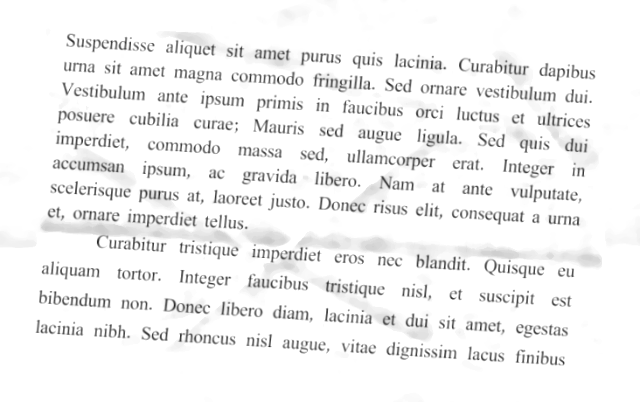 Suspendisse aliquet sit amet purus quis lacinia. Curabitur dapibus
urna sit amet magna commodo fringilla. Sed ornare vestibulum dui.
Vestibulum ante ipsum primis in faucibus orci luctus et ultrices
posuere cubilia curae; Mauris sed augue ligula. Sed quis dui
imperdiet, commodo massa sed, ullamcorper erat. Integer in
accumsan ipsum, ac gravida libero. Nam at ante vulputate,
scelerisque purus at, laoreet justo. Donec risus elit, consequat a urna
et, ornare imperdiet tellus.
Curabitur tristique imperdiet eros nec blandit. Quisque eu
aliquam tortor. Integer faucibus tristique nisl, et suscipit est
bibendum non. Donec libero diam, lacinia et dui sit amet, egestas
lacinia nibh. Sed rhoncus nisl augue, vitae dignissim lacus finibus